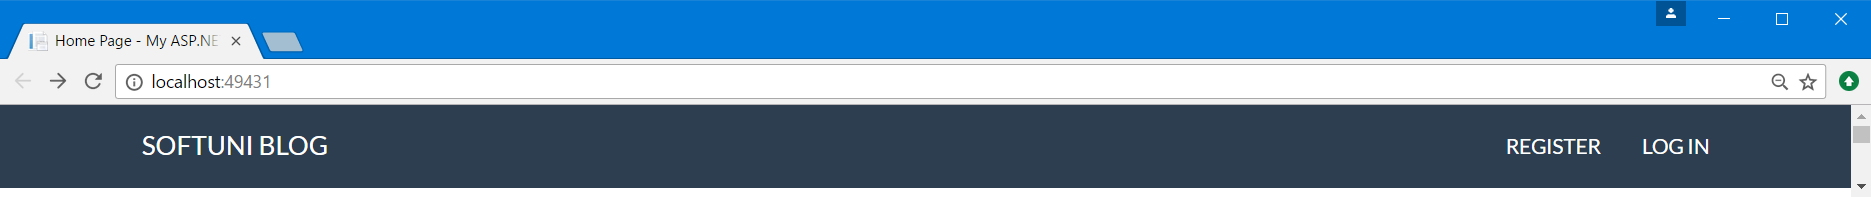 Home Page - My ASP.NE
localhost:49431
SOFTUNI BLOG
REGISTER LOG IN